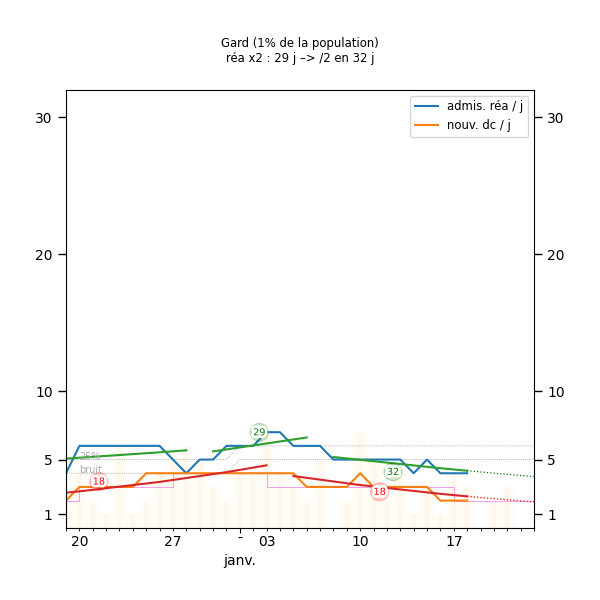 Gard (1% de la population)
réa x2 : 29 j –> /2 en 32 j
admis. réa / j
nouv. dc / j
30 30
20 20
10 10
29
25%
5 5
bruit
32
18
18
1 1
20 27 - 03 10 17
janv.